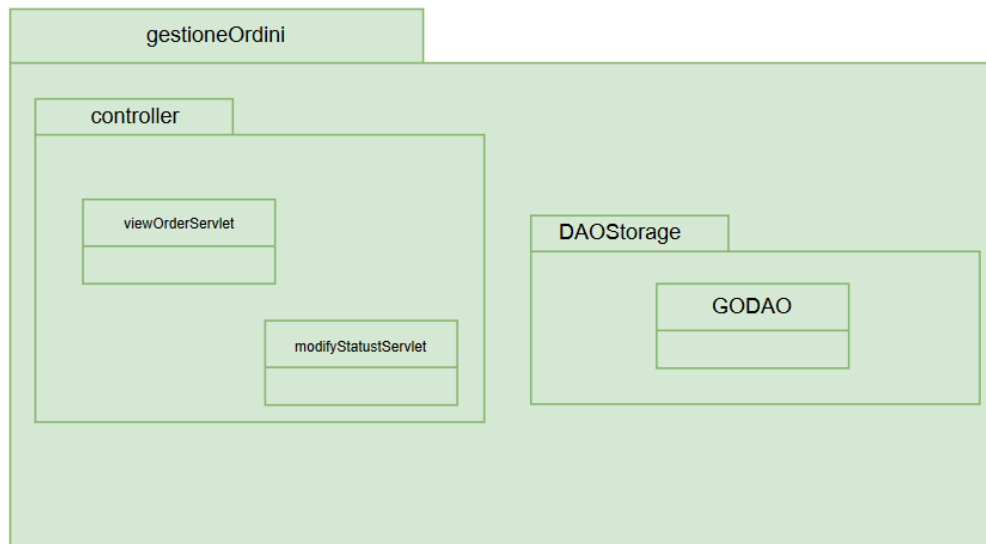 gestioneOrdini
controller
viewOrderServlet
modifyStatustServlet
DAOStorage
GODAO